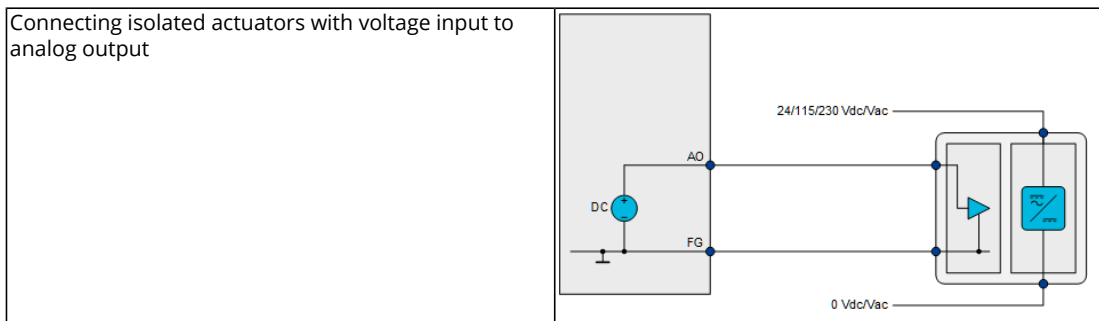 Connecting isolated actuators with voltage input to
analog output
24/115/230 Vdc/Vac
AO
DC
+
−
FG
0 Vdc/Vac